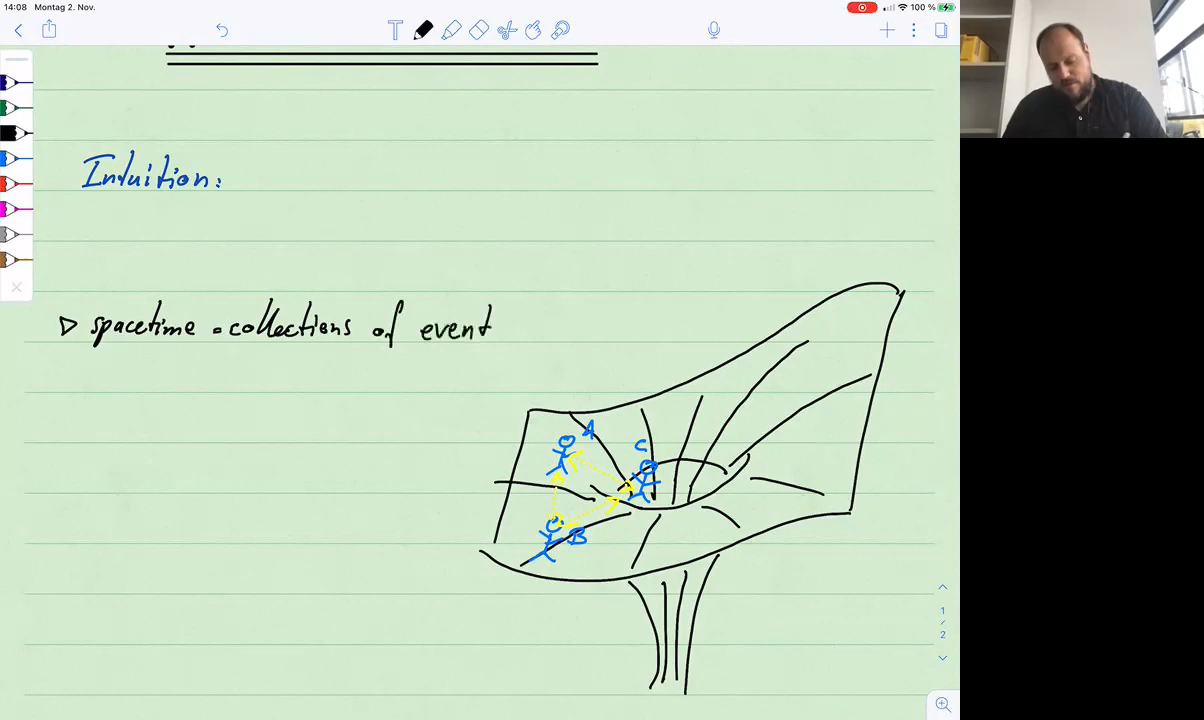 14:08 Montag 2. Nov.
100 %
T
Intuition:
▷ spacetime = collections of event
A
C
B
1
/
2